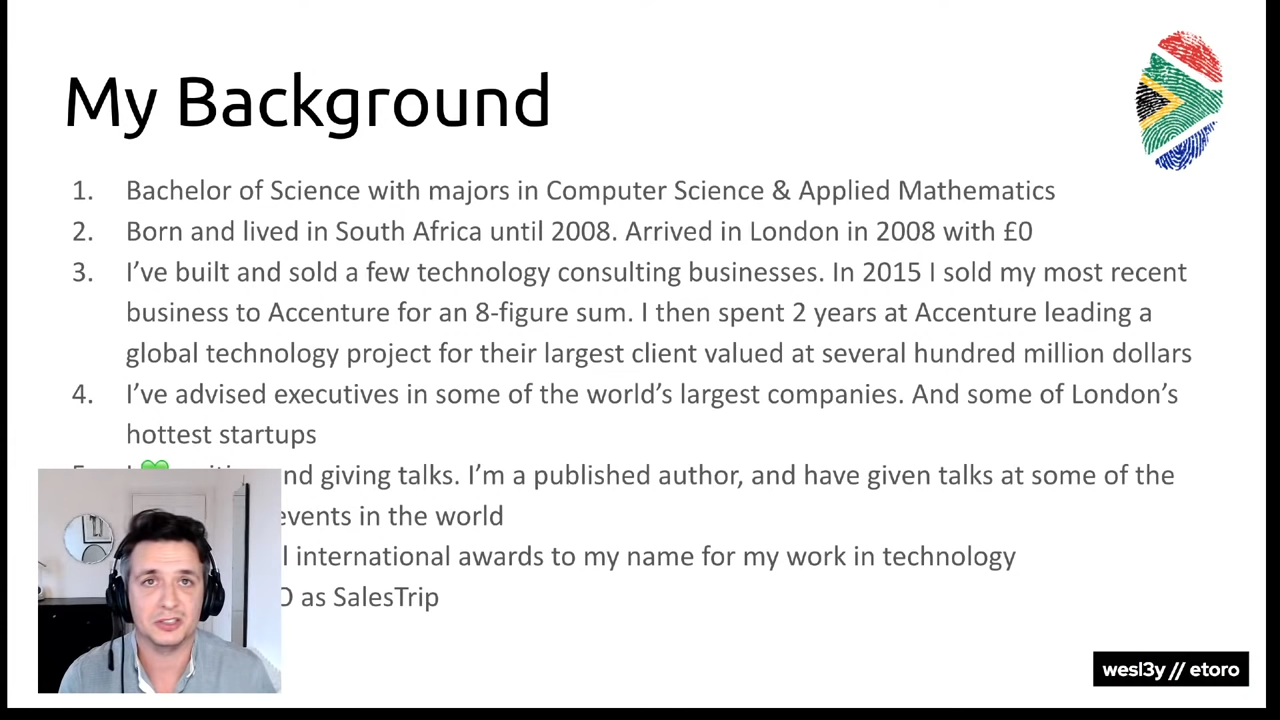 My Background
1. Bachelor of Science with majors in Computer Science & Applied Mathematics
2. Born and lived in South Africa until 2008. Arrived in London in 2008 with £0
3. I’ve built and sold a few technology consulting businesses. In 2015 I sold my most recent
business to Accenture for an 8-figure sum. I then spent 2 years at Accenture leading a
global technology project for their largest client valued at several hundred million dollars
4. I’ve advised executives in some of the world’s largest companies. And some of London’s
hottest startups
I 💚 and giving talks. I’m a published author, and have given talks at some of the
events in the world
international awards to my name for my work in technology
as SalesTrip
wesl3y // etoro